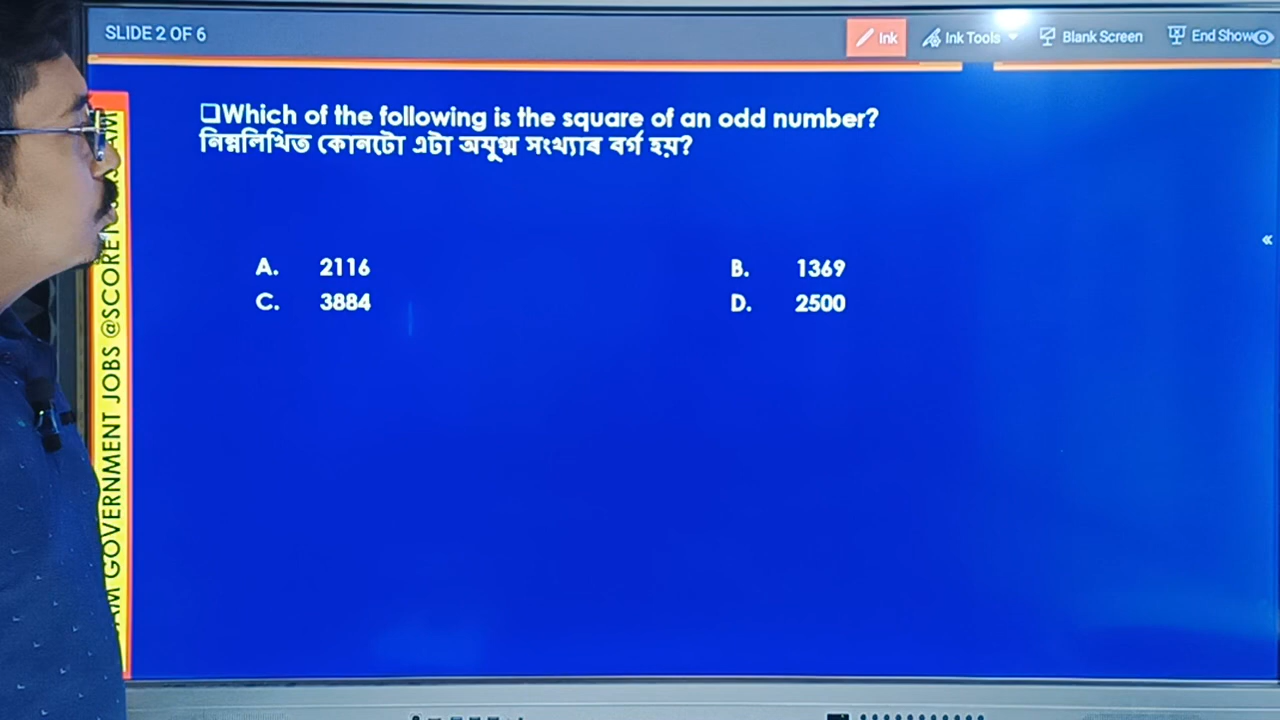 SLIDE 2 OF 6
Ink
Ink Tools
Blank Screen
End Show
❑Which of the following is the square of an odd number?
নিম্নলিখিত কোনটো এটা অযুগ্ম সংখ্যাৰ বৰ্গ হয়?
A. 2116
B. 1369
C. 3884
D. 2500
GOVERNMENT JOBS